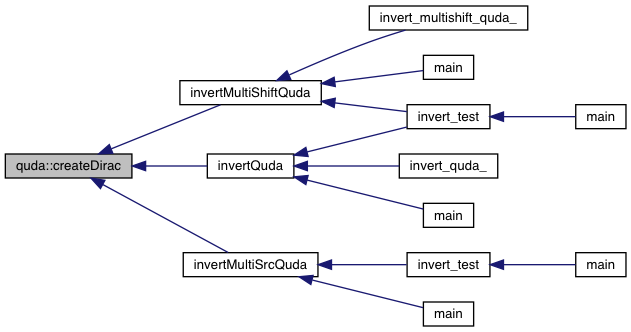 invert_multishift_quda_
main
invertMultiShiftQuda
invert_test
main
quda::createDirac
invertQuda
invert_quda_
main
invertMultiSrcQuda
invert_test
main
main